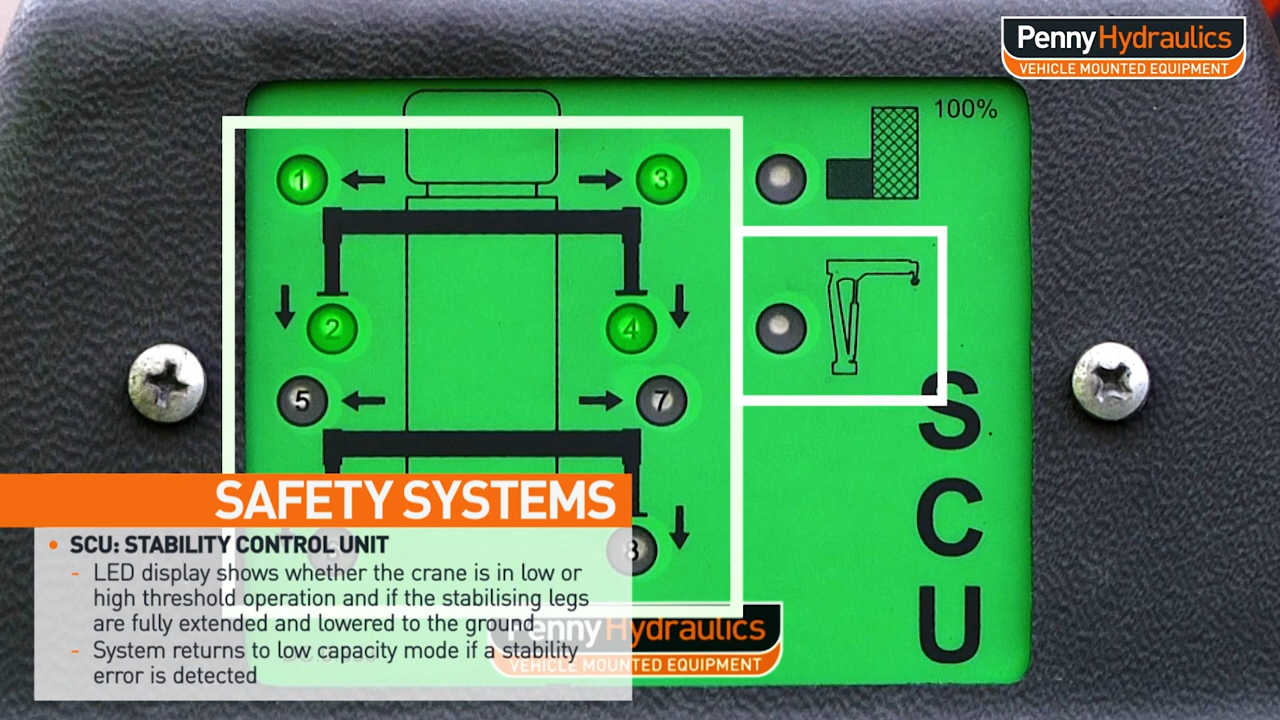 Penny Hydraulics
VEHICLE MOUNTED EQUIPMENT
100%
1
3
2
4
5
7
8
SCU
SAFETY SYSTEMS
• SCU: STABILITY CONTROL UNIT
- LED display shows whether the crane is in low or
high threshold operation and if the stabilising legs
are fully extended and lowered to the ground
- System returns to low capacity mode if a stability
error is detected
Penny Hydraulics
VEHICLE MOUNTED EQUIPMENT